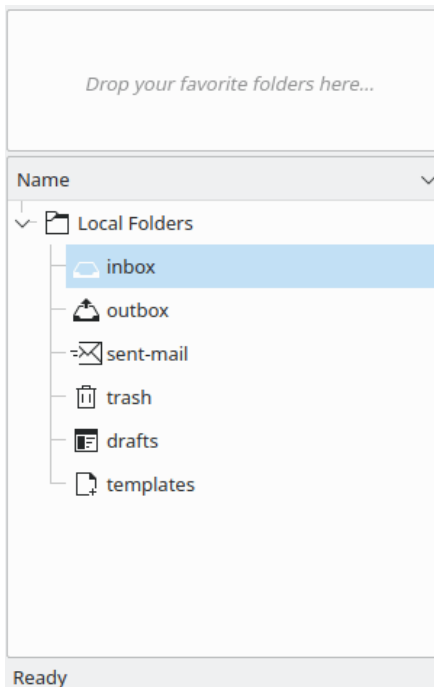 Drop your favorite folders here...
Name
Local Folders
inbox
outbox
sent-mail
trash
drafts
templates
Ready